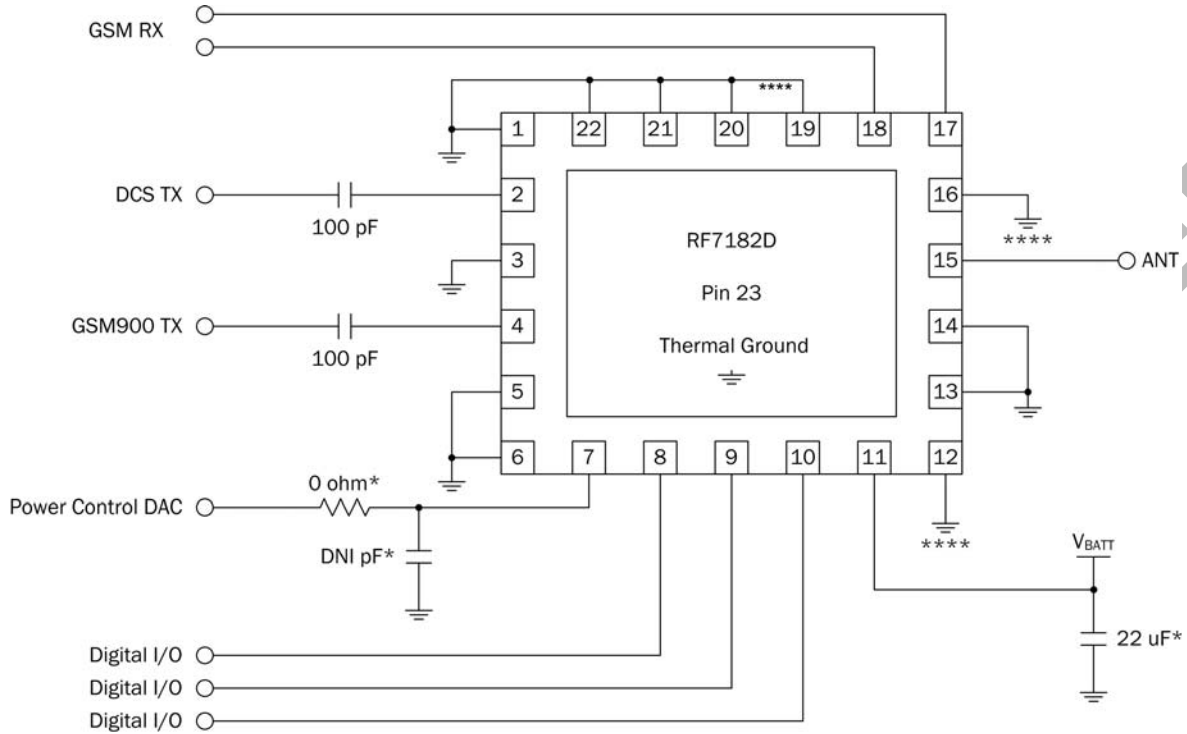 GSM RX
****
1
22
21
20
19
18
17
DCS TX
100 pF
2
16
****
RF7182D
3
15
ANT
Pin 23
GSM900 TX
100 pF
4
14
Thermal Ground
5
13
6
7
8
9
10
11
12
0 ohm*
Power Control DAC
DNI pF*
****
VBATT
22 uF*
Digital I/O
Digital I/O
Digital I/O